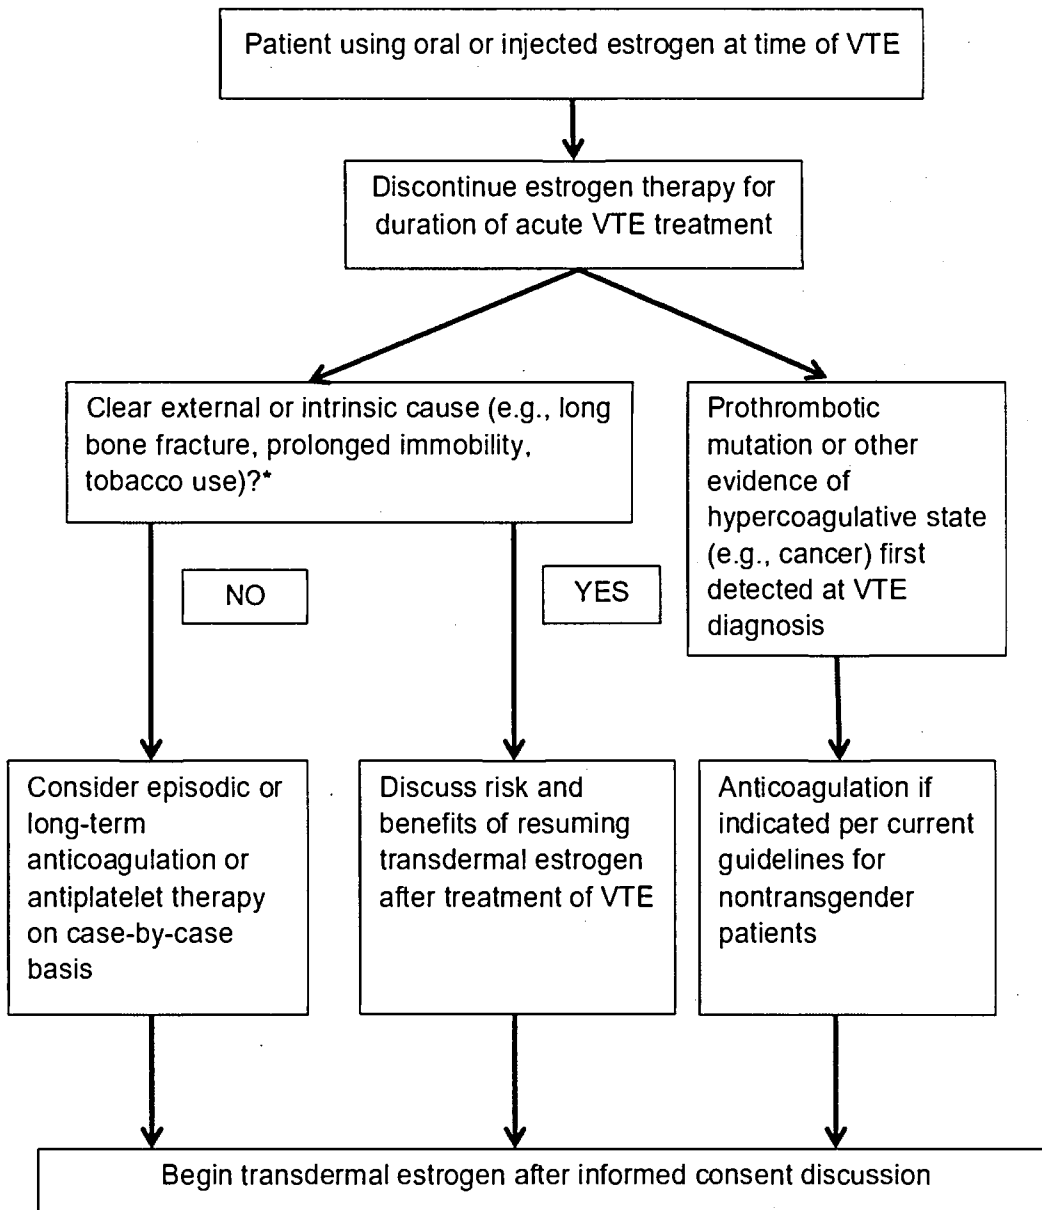 Patient using oral or injected estrogen at time of VTE
Discontinue estrogen therapy for
duration of acute VTE treatment
Clear external or intrinsic cause (e.g., long
bone fracture, prolonged immobility,
tobacco use)?*
Prothrombotic
mutation or other
evidence of
hypercoagulative state
(e.g., cancer) first
detected at VTE
diagnosis
NO
YES
Consider episodic or
long-term
anticoagulation or
antiplatelet therapy
on case-by-case
basis
Discuss risk and
benefits of resuming
transdermal estrogen
after treatment of VTE
Anticoagulation if
indicated per current
guidelines for
nontransgender
patients
Begin transdermal estrogen after informed consent discussion